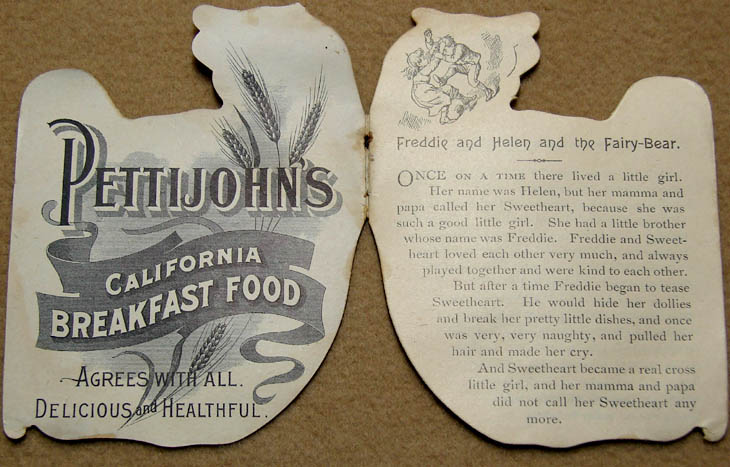 PETTIJOHN'S
CALIFORNIA
BREAKFAST FOOD
AGREES WITH ALL.
DELICIOUS and HEALTHFUL.
Freddie and Helen and the Fairy-Bear.
ONCE ON A TIME there lived a little girl.
Her name was Helen, but her mamma and
papa called her Sweetheart, because she was
such a good little girl. She had a little brother
whose name was Freddie. Freddie and Sweet-
heart loved each other very much, and always
played together and were kind to each other.
But after a time Freddie began to tease
Sweetheart. He would hide her dollies
and break her pretty little dishes, and once
was very, very naughty, and pulled her
hair and made her cry.
And Sweetheart became a real cross
little girl, and her mamma and papa
did not call her Sweetheart any
more.